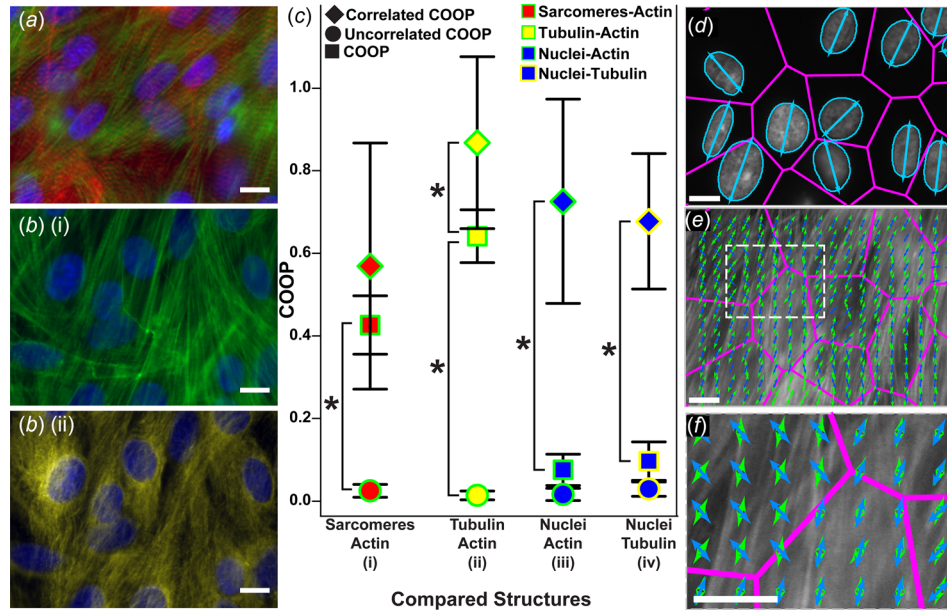 (a)
(b) (i)
(b) (ii)
(c)
Correlated COOP
Uncorrelated COOP
COOP
Sarcomeres-Actin
Tubulin-Actin
Nuclei-Actin
Nuclei-Tubulin
COOP
1.0
0.8
0.6
0.4
0.2
0.0
*
*
*
*
*
Sarcomeres
Actin
(i)
Tubulin
Actin
(ii)
Nuclei
Actin
(iii)
Nuclei
Tubulin
(iv)
Compared Structures
(d)
(e)
(f)